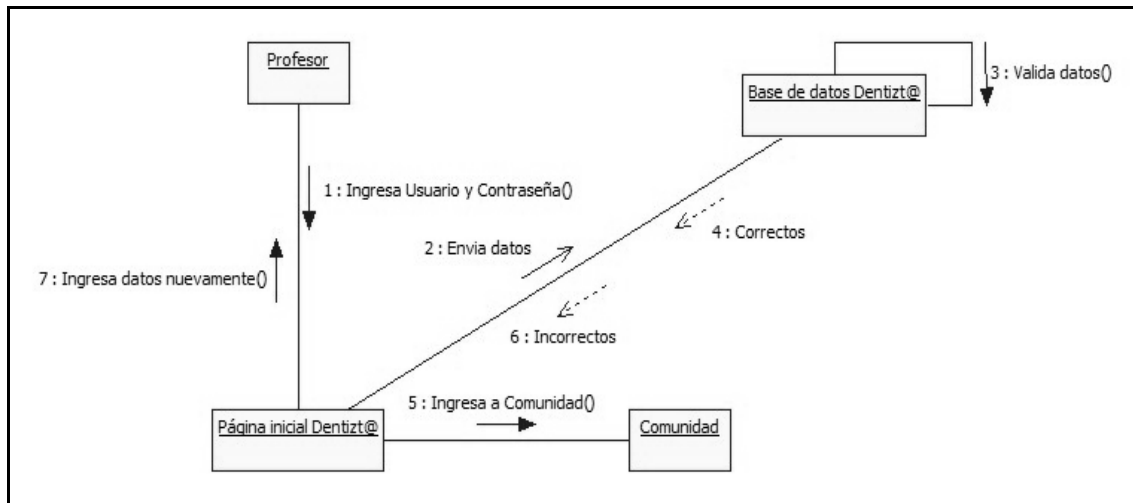 Profesor
Base de datos Dentizt@
3 : Valida datos()
1 : Ingresa Usuario y Contraseña()
4 : Correctos
2 : Envia datos
7 : Ingresa datos nuevamente()
6 : Incorrectos
5 : Ingresa a Comunidad()
Página inicial Dentizt@
Comunidad